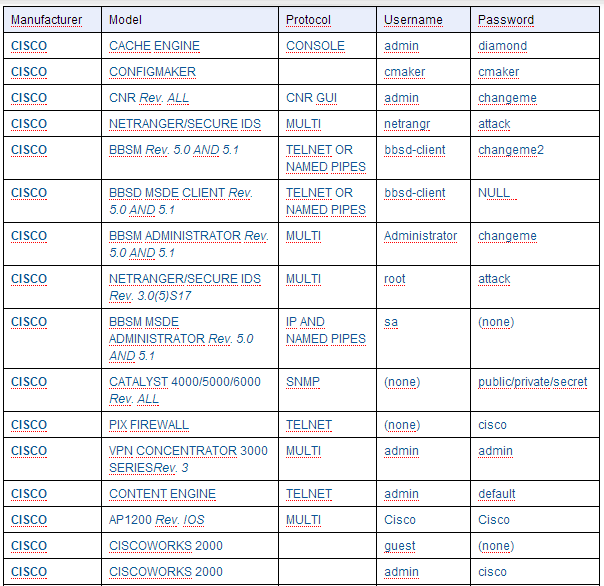 Manufacturer Model Protocol Username Password
CISCO CACHE ENGINE CONSOLE admin diamond
CISCO CONFIGMAKER cmaker cmaker
CISCO CNR Rev. ALL CNR GUI admin changeme
CISCO NETRANGER/SECURE IDS MULTI netrangr attack
CISCO BBSM Rev. 5.0 AND 5.1 TELNET OR bbsd-client changeme2
NAMED PIPES
CISCO BBSD MSDE CLIENT Rev. TELNET OR bbsd-client NULL
5.0 AND 5.1 NAMED PIPES
CISCO BBSM ADMINISTRATOR Rev. MULTI Administrator changeme
5.0 AND 5.1
CISCO NETRANGER/SECURE IDS MULTI root attack
Rev. 3.0(5)S17
CISCO BBSM MSDE IP AND sa (none)
ADMINISTRATOR Rev. 5.0 NAMED PIPES
AND 5.1
CISCO CATALYST 4000/5000/6000 SNMP (none) public/private/secret
Rev. ALL
CISCO PIX FIREWALL TELNET (none) cisco
CISCO VPN CONCENTRATOR 3000 MULTI admin admin
SERIESRev. 3
CISCO CONTENT ENGINE TELNET admin default
CISCO AP1200 Rev. IOS MULTI Cisco Cisco
CISCO CISCOWORKS 2000 guest (none)
CISCO CISCOWORKS 2000 admin cisco